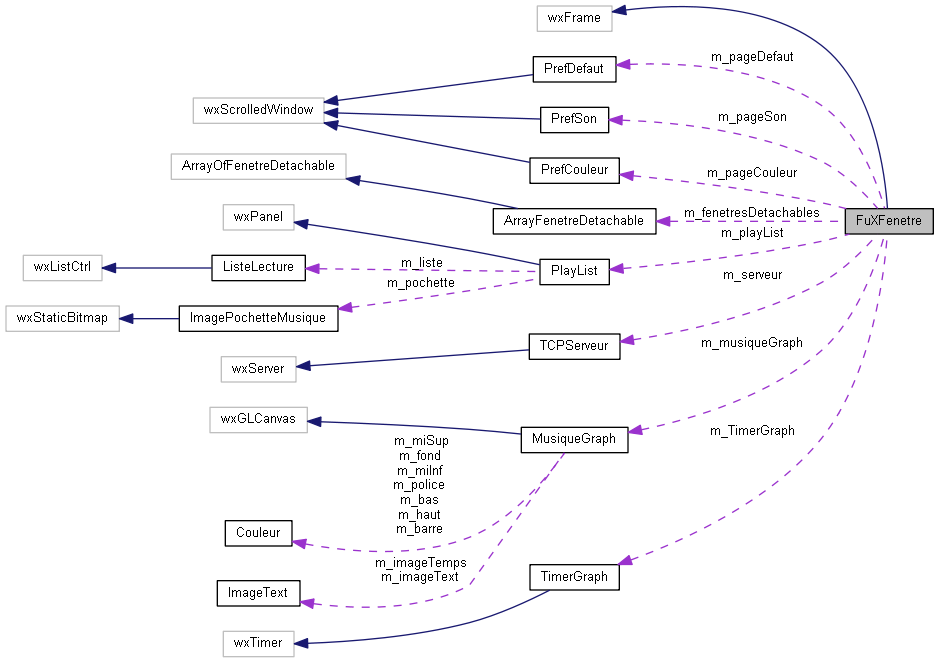 wxFrame
m_pageDefaut
PrefDefaut
wxScrolledWindow
PrefSon
m_pageSon
ArrayOfFenetreDetachable
PrefCouleur
m_pageCouleur
wxPanel
ArrayFenetreDetachable
m_fenetresDetachables
FuXFenetre
m_playList
wxListCtrl
ListeLecture
m_liste
PlayList
m_serveur
m_pochette
wxStaticBitmap
ImagePochetteMusique
TCPServeur
m_musiqueGraph
wxServer
wxGLCanvas
MusiqueGraph
m_TimerGraph
m_miSup
m_fond
m_miInf
m_police
m_bas
m_haut
m_barre
Couleur
m_imageTemps
m_imageText
TimerGraph
ImageText
wxTimer